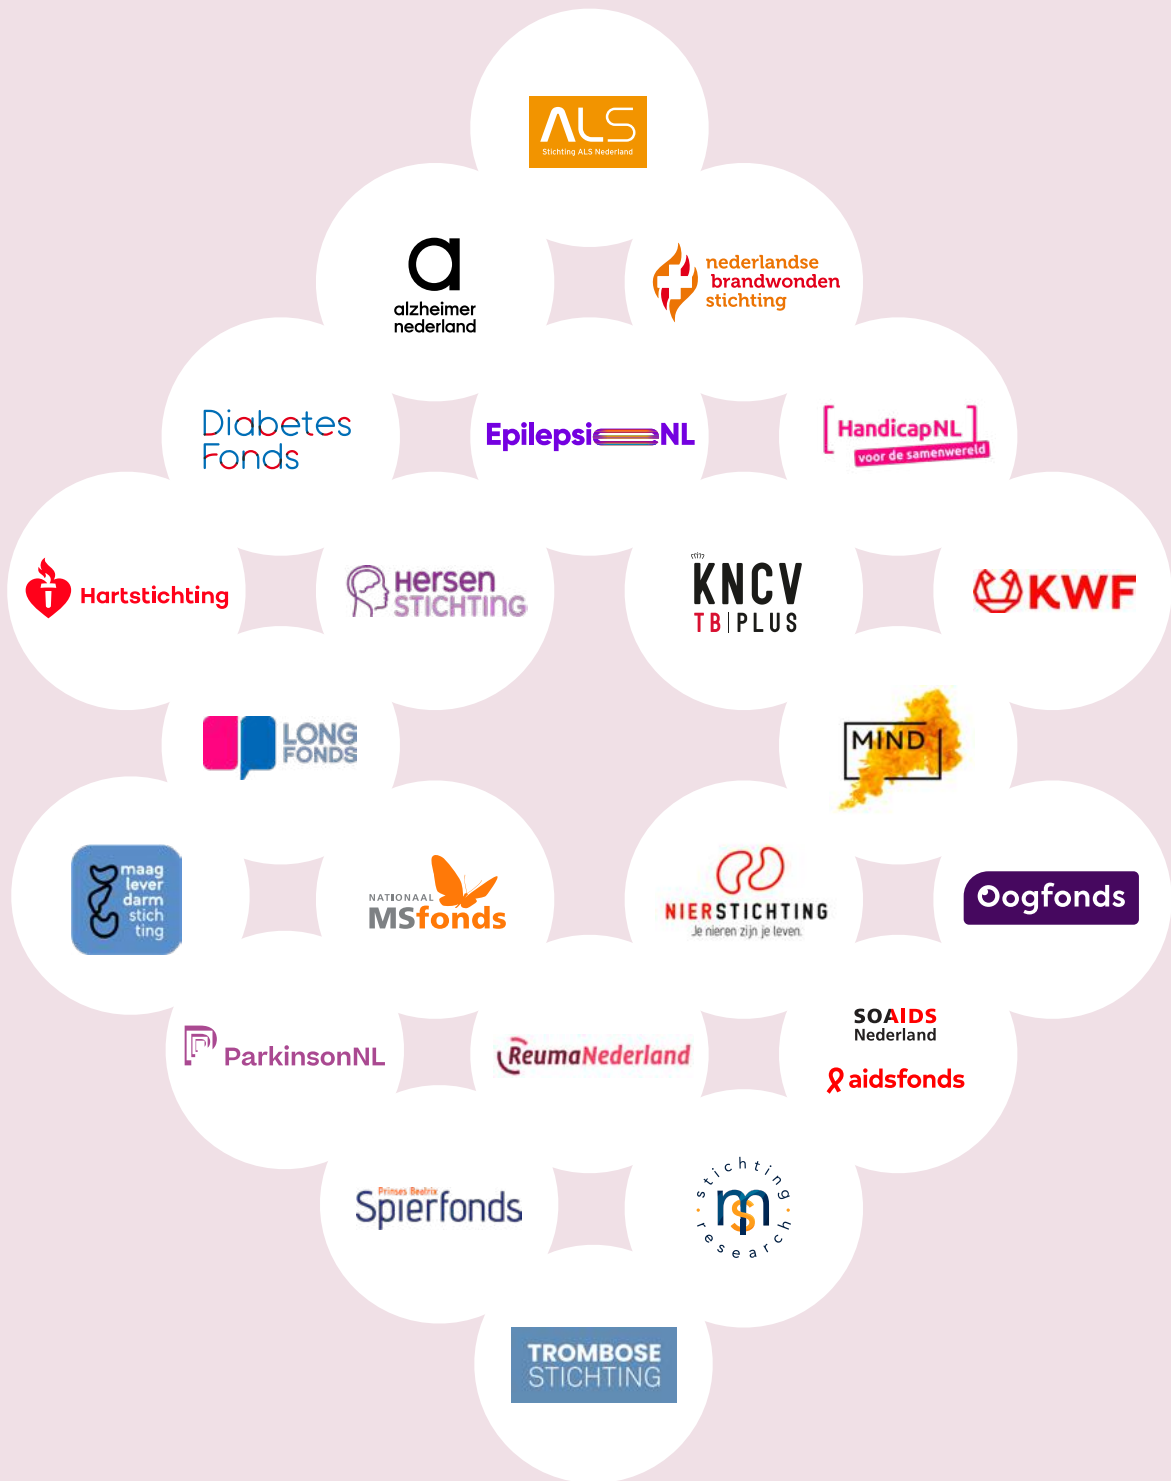 ALS
Stichting ALS Nederland
a
alzheimer
nederland
nederlandse
brandwonden
stichting
Diabetes
Fonds
EpilepsieNL
HandicapNL
voor de samenwereld
Hartstichting
HERSEN
STICHTING
KNCV
TB|PLUS
KWF
LONG
FONDS
MIND
maag
lever
darm
stich
ting
NATIONAAL
MSfonds
NIERSTICHTING
Je nieren zijn je leven.
Oogfonds
ParkinsonNL
ReumaNederland
SOAIDS
Nederland
aidsfonds
Prinses Beatrix
Spierfonds
stichting
ms
research
TROMBOSE
STICHTING